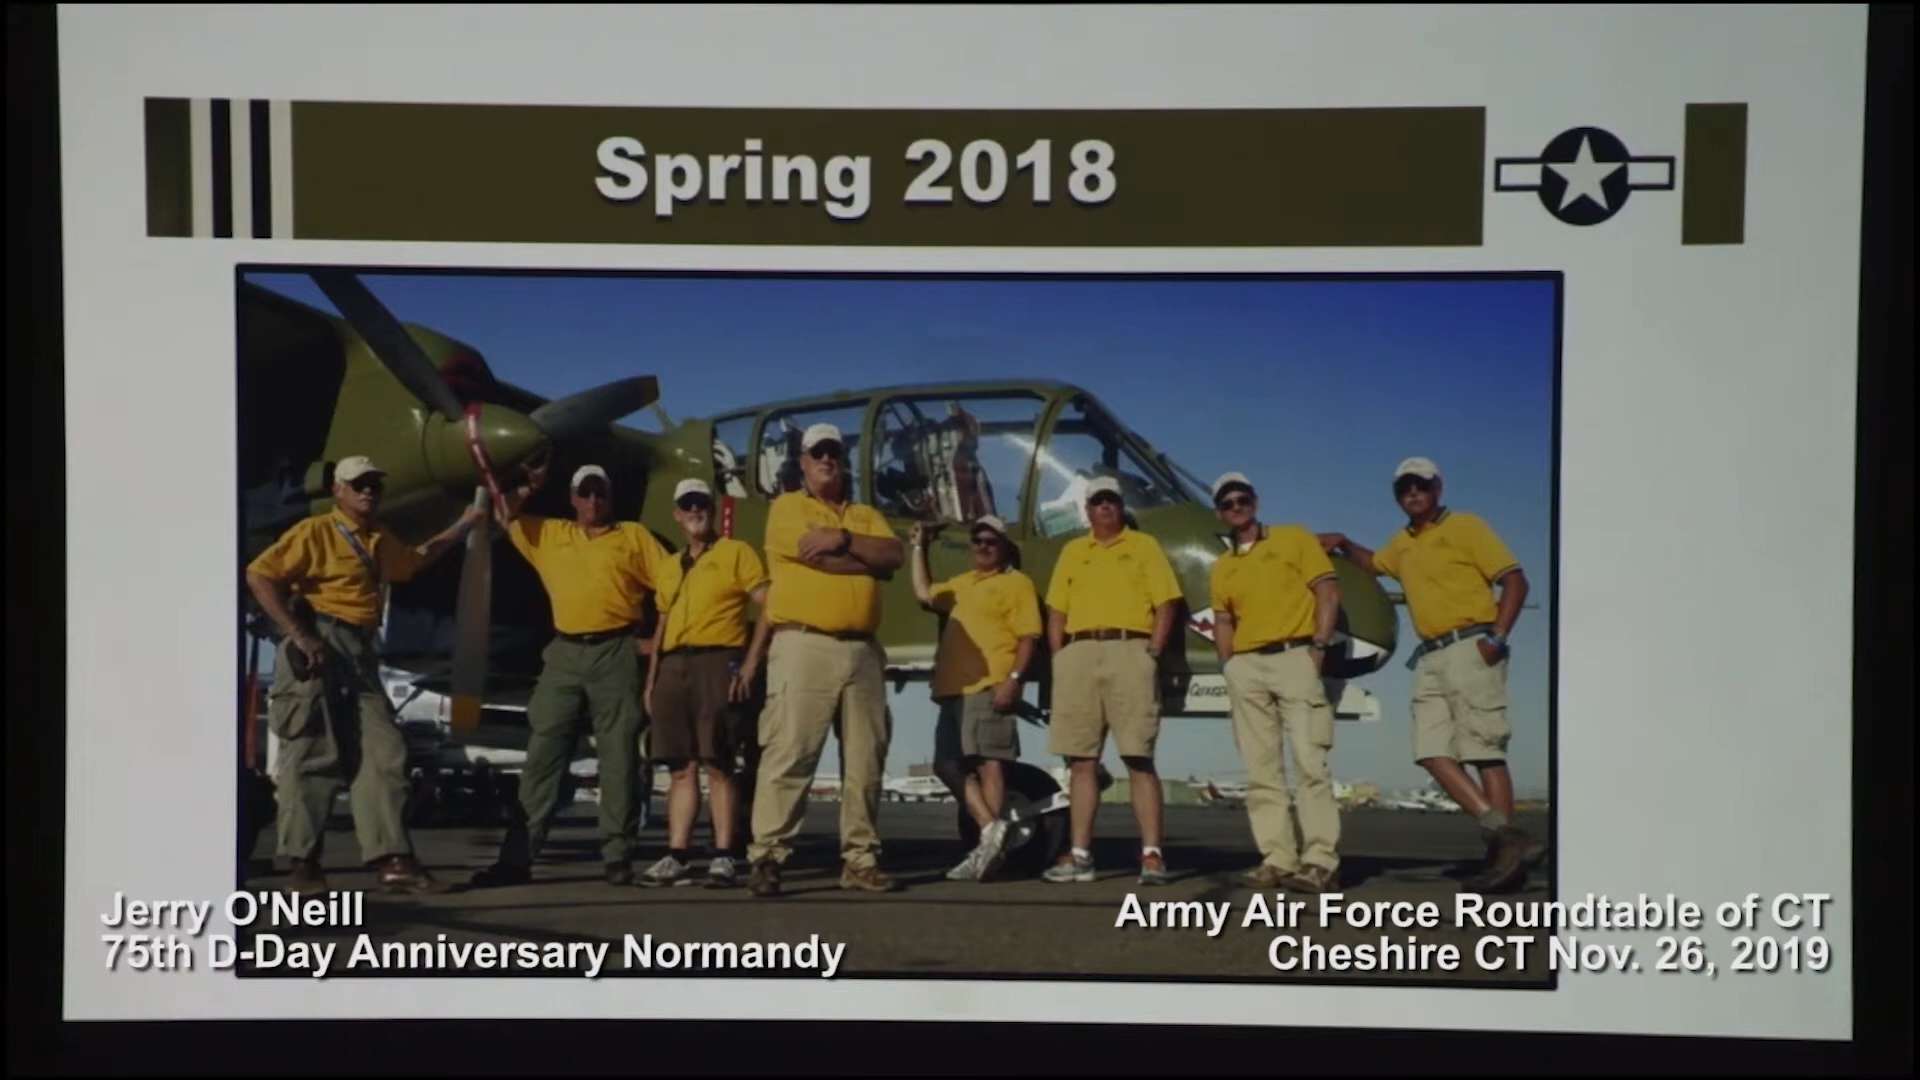 Spring 2018
Jerry O'Neill
75th D-Day Anniversary Normandy
Army Air Force Roundtable of CT
Cheshire CT Nov. 26, 2019